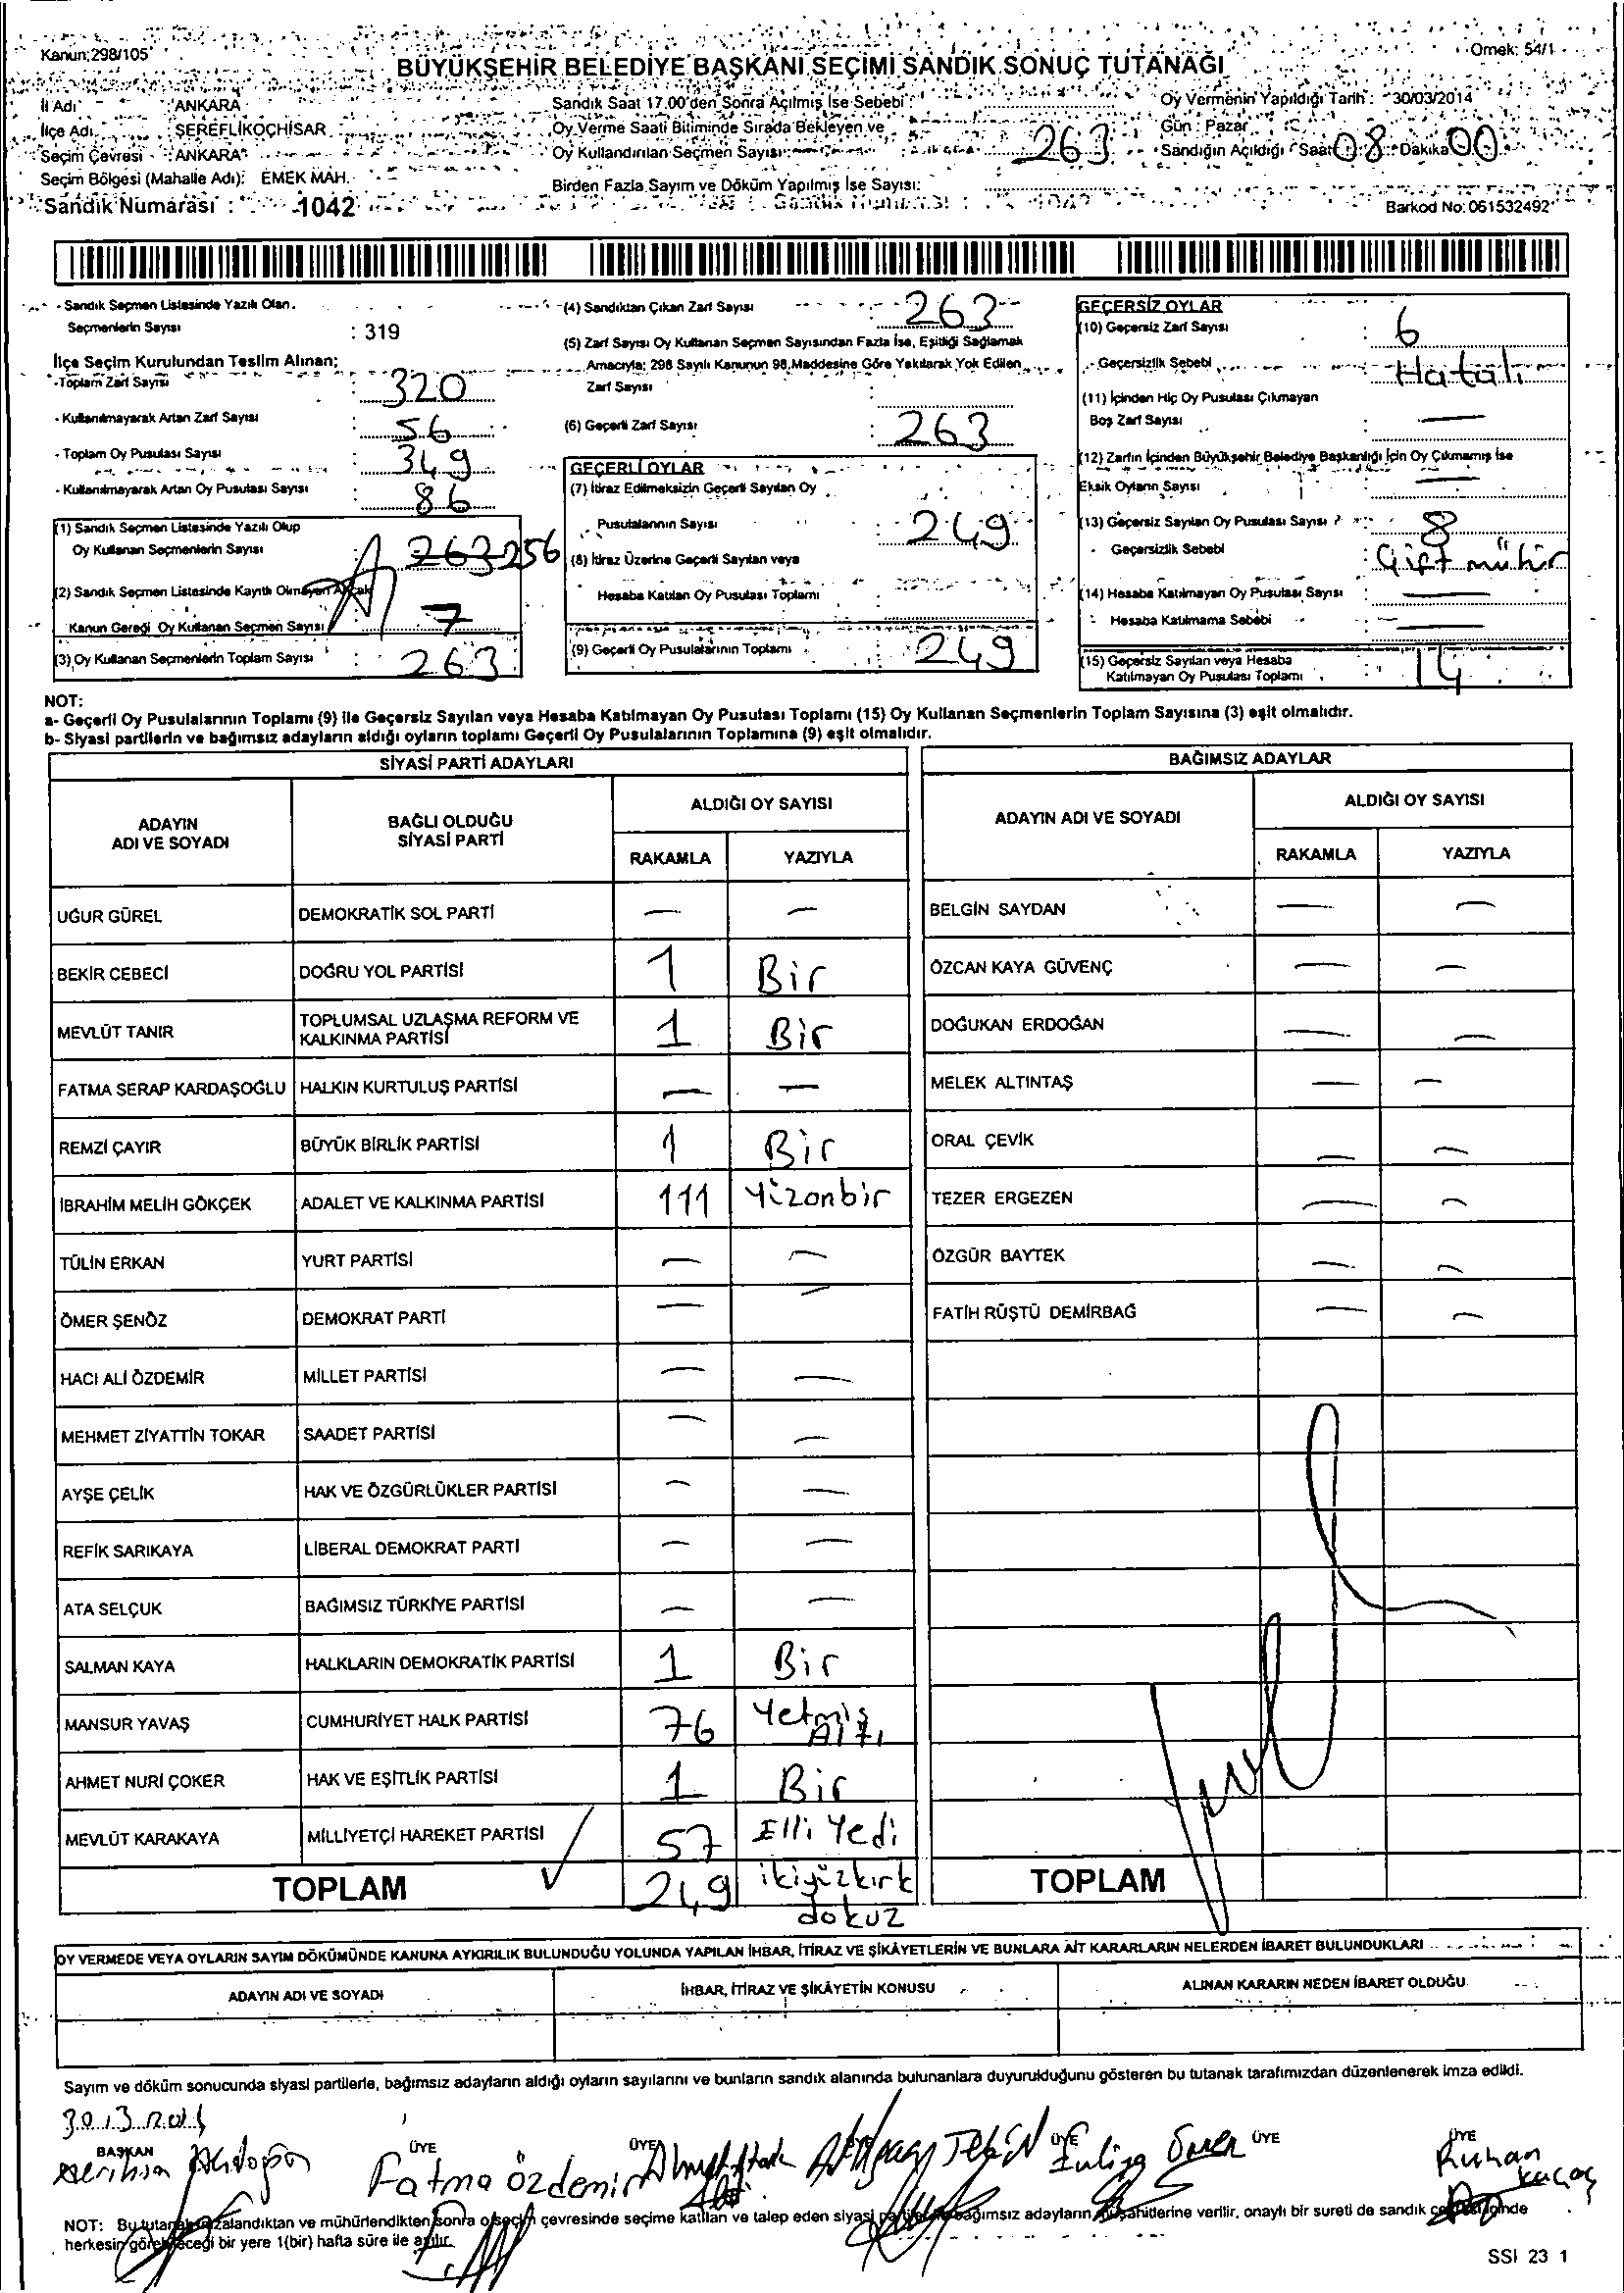 Kanun:298/105
Örnek: 54/1
BÜYÜKŞEHİR BELEDİYE BAŞKANI SEÇİMİ SANDIK SONUÇ TUTANAĞI
İl Adı : ANKARA
İlçe Adı : ŞEREFLİKOÇHİSAR
Seçim Çevresi : ANKARA
Seçim Bölgesi (Mahalle Adı): EMEK MAH.
Sandık Numarası : 1042
Sandık Saat 17.00'den Sonra Açılmış İse Sebebi :
Oy Verme Saati Bitiminde Sırada Bekleyen ve
Oy Kullandırılan Seçmen Sayısı: 263
Birden Fazla Sayım ve Döküm Yapılmış İse Sayısı:
Oy Vermenin Yapıldığı Tarih : 30/03/2014
Gün : Pazar
Sandığın Açıldığı Saat 08 Dakika 00
Barkod No: 061532492
- Sandık Seçmen Listesinde Yazılı Olan
Seçmenlerin Sayısı : 319
İlçe Seçim Kurulundan Teslim Alınan;
- Toplam Zarf Sayısı : 320
- Kullanılmayarak Artan Zarf Sayısı : 56
- Toplam Oy Pusulası Sayısı : 349
- Kullanılmayarak Artan Oy Pusulası Sayısı : 86
(1) Sandık Seçmen Listesinde Yazılı Olup
Oy Kullanan Seçmenlerin Sayısı : 263 256
(2) Sandık Seçmen Listesinde Kayıtlı Olmayan Ancak
Kanun Gereği Oy Kullanan Seçmen Sayısı 7
(3) Oy Kullanan Seçmenlerin Toplam Sayısı : 263
(4) Sandıktan Çıkan Zarf Sayısı : 263
(5) Zarf Sayısı Oy Kullanan Seçmen Sayısından Fazla İse, Eşitliği Sağlamak
Amacıyla; 298 Sayılı Kanunun 98.Maddesine Göre Yakılarak Yok Edilen
Zarf Sayısı :
(6) Geçerli Zarf Sayısı : 263
GEÇERLİ OYLAR
(7) İtiraz Edilmeksizin Geçerli Sayılan Oy
Pusulalarının Sayısı : 249
(8) İtiraz Üzerine Geçerli Sayılan veya
Hesaba Katılan Oy Pusulası Toplamı :
(9) Geçerli Oy Pusulalarının Toplamı : 249
GEÇERSİZ OYLAR
(10) Geçersiz Zarf Sayısı : 6
- Geçersizlik Sebebi : Hatalı
(11) İçinden Hiç Oy Pusulası Çıkmayan
Boş Zarf Sayısı : —
(12) Zarfın İçinden Büyükşehir Belediye Başkanlığı İçin Oy Çıkmamış İse
Eksik Oyların Sayısı : —
(13) Geçersiz Sayılan Oy Pusulası Sayısı : 8
- Geçersizlik Sebebi : Çift mühür
(14) Hesaba Katılmayan Oy Pusulası Sayısı : —
- Hesaba Katılmama Sebebi : —
(15) Geçersiz Sayılan veya Hesaba
Katılmayan Oy Pusulası Toplamı : 14
NOT:
a- Geçerli Oy Pusulalarının Toplamı (9) ile Geçersiz Sayılan veya Hesaba Katılmayan Oy Pusulası Toplamı (15) Oy Kullanan Seçmenlerin Toplam Sayısına (3) eşit olmalıdır.
b- Siyasi partilerin ve bağımsız adayların aldığı oyların toplamı Geçerli Oy Pusulalarının Toplamına (9) eşit olmalıdır.
SİYASİ PARTİ ADAYLARI
ADAYIN ADI VE SOYADI
BAĞLI OLDUĞU SİYASİ PARTİ
ALDIĞI OY SAYISI
RAKAMLA YAZIYLA
UĞUR GÜREL DEMOKRATİK SOL PARTİ — —
BEKİR CEBECİ DOĞRU YOL PARTİSİ 1 Bir
MEVLÜT TANIR TOPLUMSAL UZLAŞMA REFORM VE KALKINMA PARTİSİ 1 Bir
FATMA SERAP KARDAŞOĞLU HALKIN KURTULUŞ PARTİSİ — —
REMZİ ÇAYIR BÜYÜK BİRLİK PARTİSİ 1 Bir
İBRAHİM MELİH GÖKÇEK ADALET VE KALKINMA PARTİSİ 111 Yüzonbir
TÜLİN ERKAN YURT PARTİSİ — —
ÖMER ŞENÖZ DEMOKRAT PARTİ — —
HACI ALİ ÖZDEMİR MİLLET PARTİSİ — —
MEHMET ZİYATTİN TOKAR SAADET PARTİSİ — —
AYŞE ÇELİK HAK VE ÖZGÜRLÜKLER PARTİSİ — —
REFİK SARIKAYA LİBERAL DEMOKRAT PARTİ — —
ATA SELÇUK BAĞIMSIZ TÜRKİYE PARTİSİ — —
SALMAN KAYA HALKLARIN DEMOKRATİK PARTİSİ 1 Bir
MANSUR YAVAŞ CUMHURİYET HALK PARTİSİ 76 Yetmiş Altı
AHMET NURİ ÇOKER HAK VE EŞİTLİK PARTİSİ 1 Bir
MEVLÜT KARAKAYA MİLLİYETÇİ HAREKET PARTİSİ 57 Elli Yedi
TOPLAM 249 ikiyüzkırk dokuz
BAĞIMSIZ ADAYLAR
ADAYIN ADI VE SOYADI
ALDIĞI OY SAYISI
RAKAMLA YAZIYLA
BELGİN SAYDAN — —
ÖZCAN KAYA GÜVENÇ — —
DOĞUKAN ERDOĞAN — —
MELEK ALTINTAŞ — —
ORAL ÇEVİK — —
TEZER ERGEZEN — —
ÖZGÜR BAYTEK — —
FATİH RÜŞTÜ DEMİRBAĞ — —
TOPLAM
OY VERMEDE VEYA OYLARIN SAYIM DÖKÜMÜNDE KANUNA AYKIRILIK BULUNDUĞU YOLUNDA YAPILAN İHBAR, İTİRAZ VE ŞİKÂYETLERİN VE BUNLARA AİT KARARLARIN NELERDEN İBARET BULUNDUKLARI
ADAYIN ADI VE SOYADI
İHBAR, İTİRAZ VE ŞİKÂYETİN KONUSU
ALINAN KARARIN NEDEN İBARET OLDUĞU
Sayım ve döküm sonucunda siyasi partilerle, bağımsız adayların aldığı oyların sayılarını ve bunların sandık alanında bulunanlara duyurulduğunu gösteren bu tutanak tarafımızdan düzenlenerek imza edildi.
BAŞKAN ÜYE ÜYE ÜYE ÜYE ÜYE
Fatma Özdemir
NOT: Bu tutanak imzalandıktan ve mühürlendikten sonra o seçim çevresinde seçime katılan ve talep eden siyasi parti bağımsız adayların müşahitlerine verilir, onaylı bir sureti de sandık çevresi içinde
herkesin görebileceği bir yere 1(bir) hafta süre ile asılır.
SSI 23 1